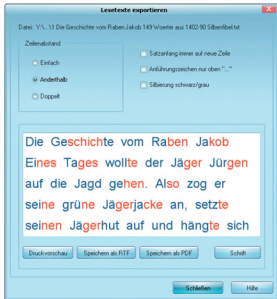 Lesetexte exportieren
Datei: Y:\...\1 Die Geschichte vom Raben Jakob 149 Woerter aus 1402-90 Silbenfibel.txt
Zeilenabstand
Einfach
Anderthalb
Doppelt
Satzanfang immer auf neue Zeile
Anführungszeichen nur oben "..."
Silbierung schwarz/grau
Die Geschichte vom Raben Jakob
Eines Tages wollte der Jäger Jürgen
auf die Jagd gehen. Also zog er
seine grüne Jägerjacke an, setzte
seinen Jägerhut auf und hängte sich
Druckvorschau
Speichern als RTF
Speichern als PDF
Schrift
Schließen
Hilfe